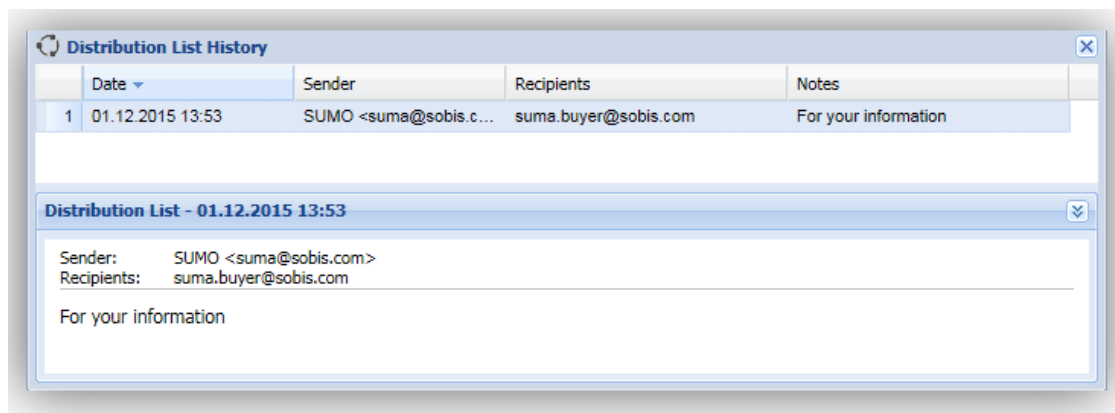 Distribution List History
Date Sender Recipients Notes
1 01.12.2015 13:53 SUMO <suma@sobis.c... suma.buyer@sobis.com For your information
Distribution List - 01.12.2015 13:53
Sender: SUMO <suma@sobis.com>
Recipients: suma.buyer@sobis.com
For your information